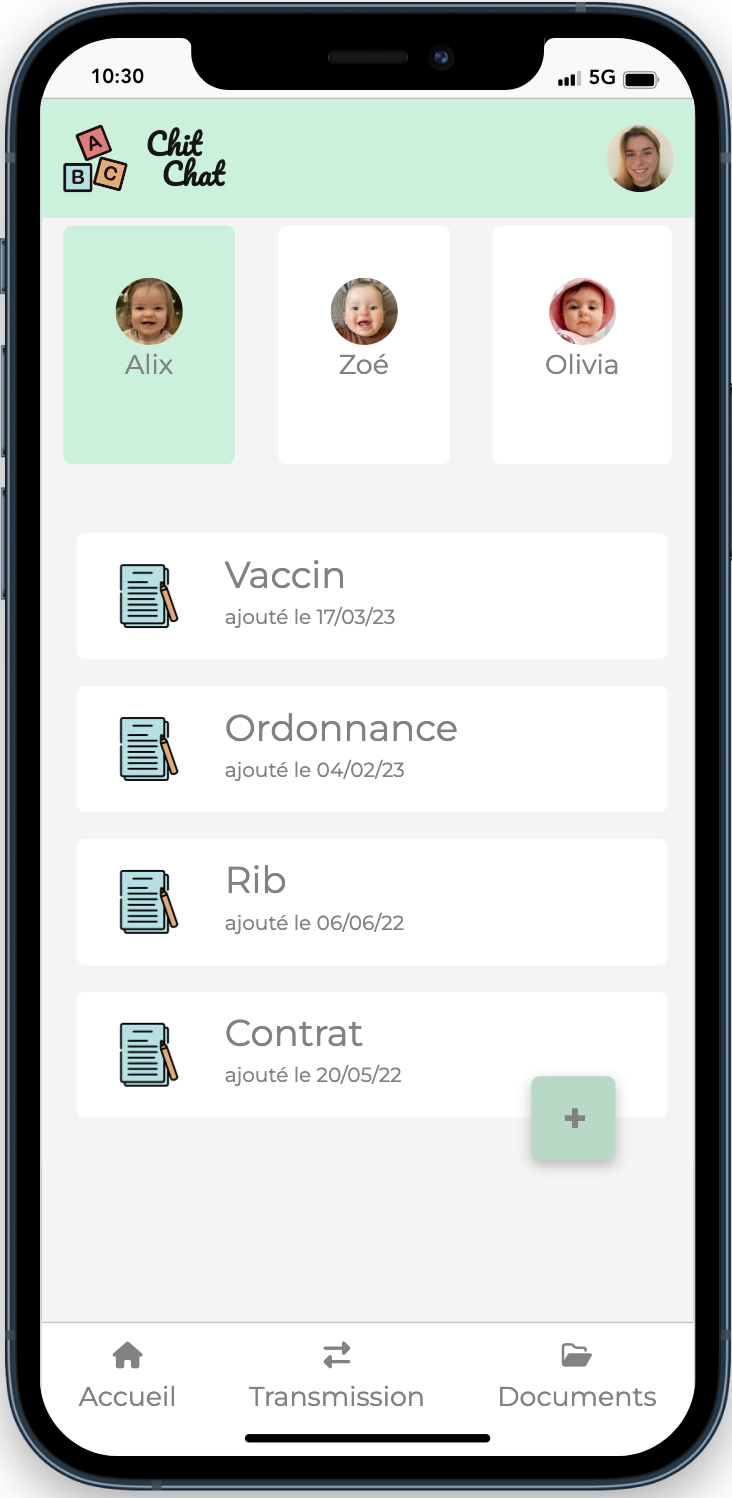 10:30
5G
A
B
C
Chit
Chat
Alix
Zoé
Olivia
Vaccin
ajouté le 17/03/23
Ordonnance
ajouté le 04/02/23
Rib
ajouté le 06/06/22
Contrat
ajouté le 20/05/22
+
Accueil
Transmission
Documents